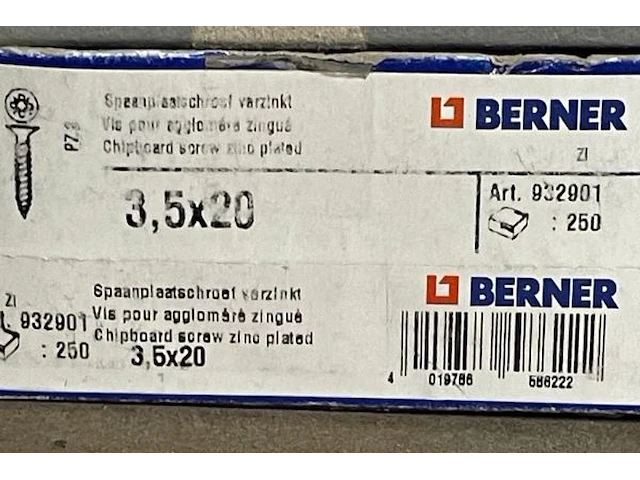 Spaanplaatschroef verzinkt
Vis pour aggloméré zingué
Chipboard screw zinc plated
PZ 3
BERNER
ZI
3,5x20
Art. 932901
: 250
ZI
932901
: 250
Spaanplaatschroef verzinkt
Vis pour aggloméré zingué
Chipboard screw zinc plated
3,5x20
BERNER
4 019786 586222